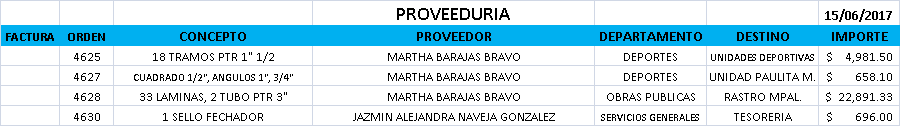 PROVEEDURIA 15/06/2017
FACTURA ORDEN CONCEPTO PROVEEDOR DEPARTAMENTO DESTINO IMPORTE
4625 18 TRAMOS PTR 1" 1/2 MARTHA BARAJAS BRAVO DEPORTES UNIDADES DEPORTIVAS $ 4,981.50
4627 CUADRADO 1/2", ANGULOS 1", 3/4" MARTHA BARAJAS BRAVO DEPORTES UNIDAD PAULITA M. $ 658.10
4628 33 LAMINAS, 2 TUBO PTR 3" MARTHA BARAJAS BRAVO OBRAS PUBLICAS RASTRO MPAL. $ 22,891.33
4630 1 SELLO FECHADOR JAZMIN ALEJANDRA NAVEJA GONZALEZ SERVICIOS GENERALES TESORERIA $ 696.00